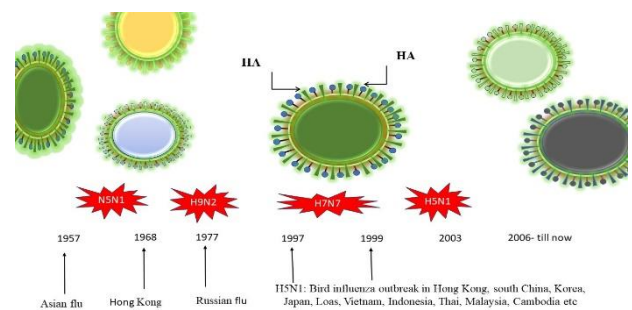 HA
HA
N5N1
H9N2
H7N7
H5N1
1957
1968
1977
1997
1999
2003
2006- till now
Asian flu
Hong Kong
Russian flu
H5N1: Bird influenza outbreak in Hong Kong, south China, Korea,
Japan, Loas, Vietnam, Indonesia, Thai, Malaysia, Cambodia etc